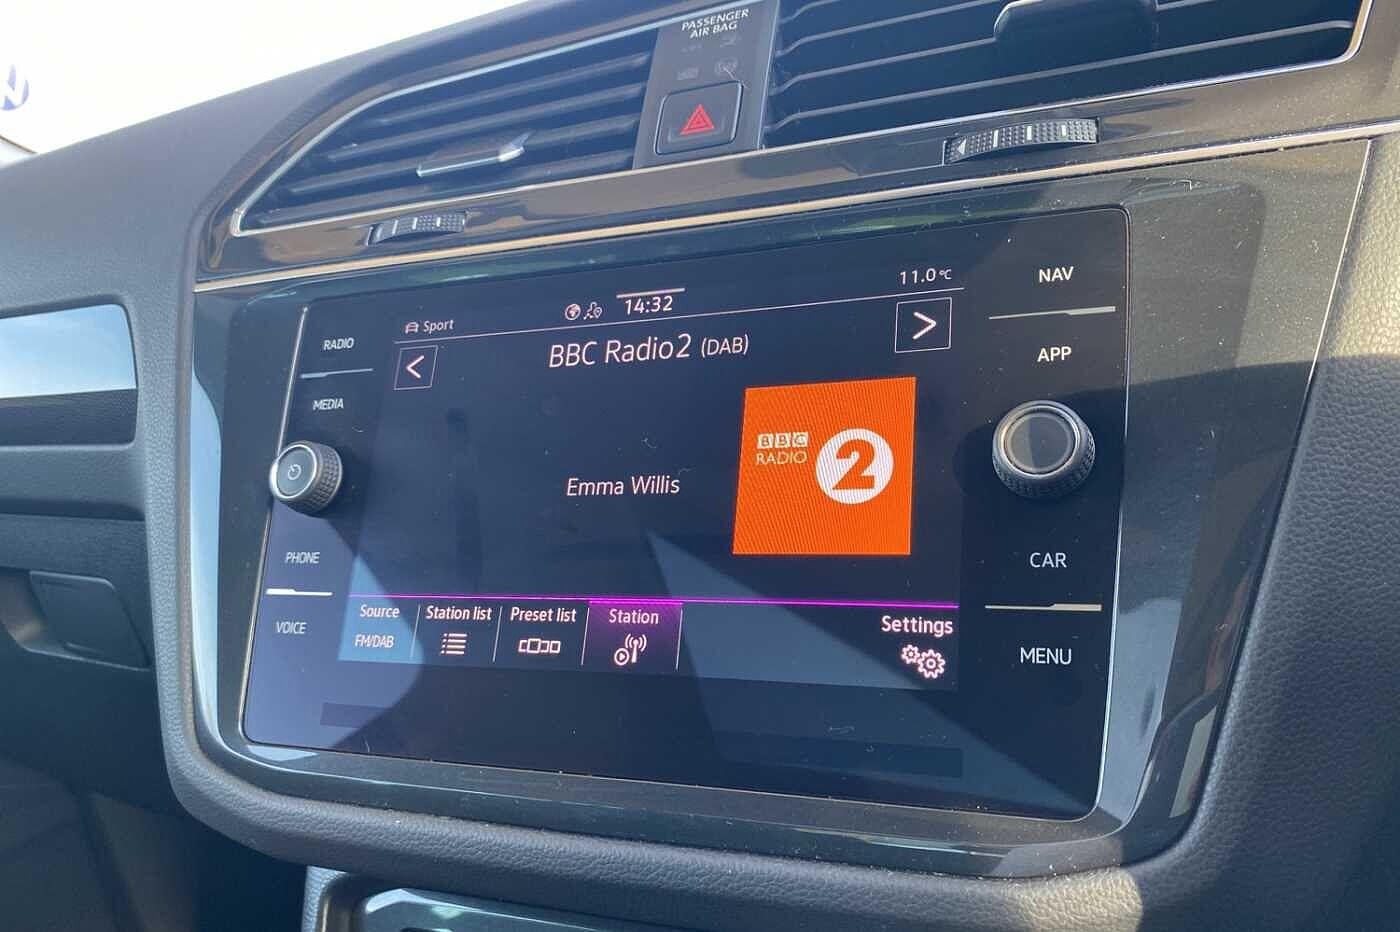 PASSENGER
AIR BAG
Sport
14:32
11.0°C
<
BBC Radio2 (DAB)
>
RADIO
MEDIA
PHONE
VOICE
NAV
APP
CAR
MENU
Emma Willis
BBC
RADIO
2
Source
FM/DAB
Station list
Preset list
Station
Settings